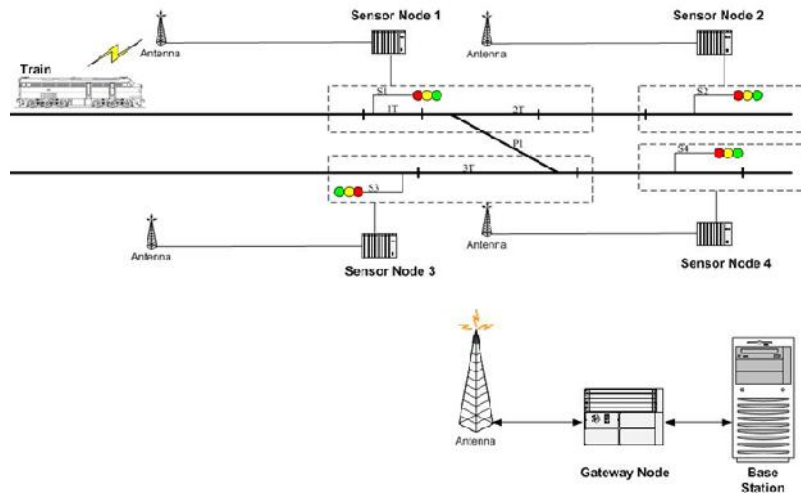 Sensor Node 1
Sensor Node 2
Antenna
Antenna
Train
S1
S2
1T
2T
P1
S4
3T
S3
Antenna
Antenna
Sensor Node 3
Sensor Node 4
Antenna
Gateway Node
Base
Station